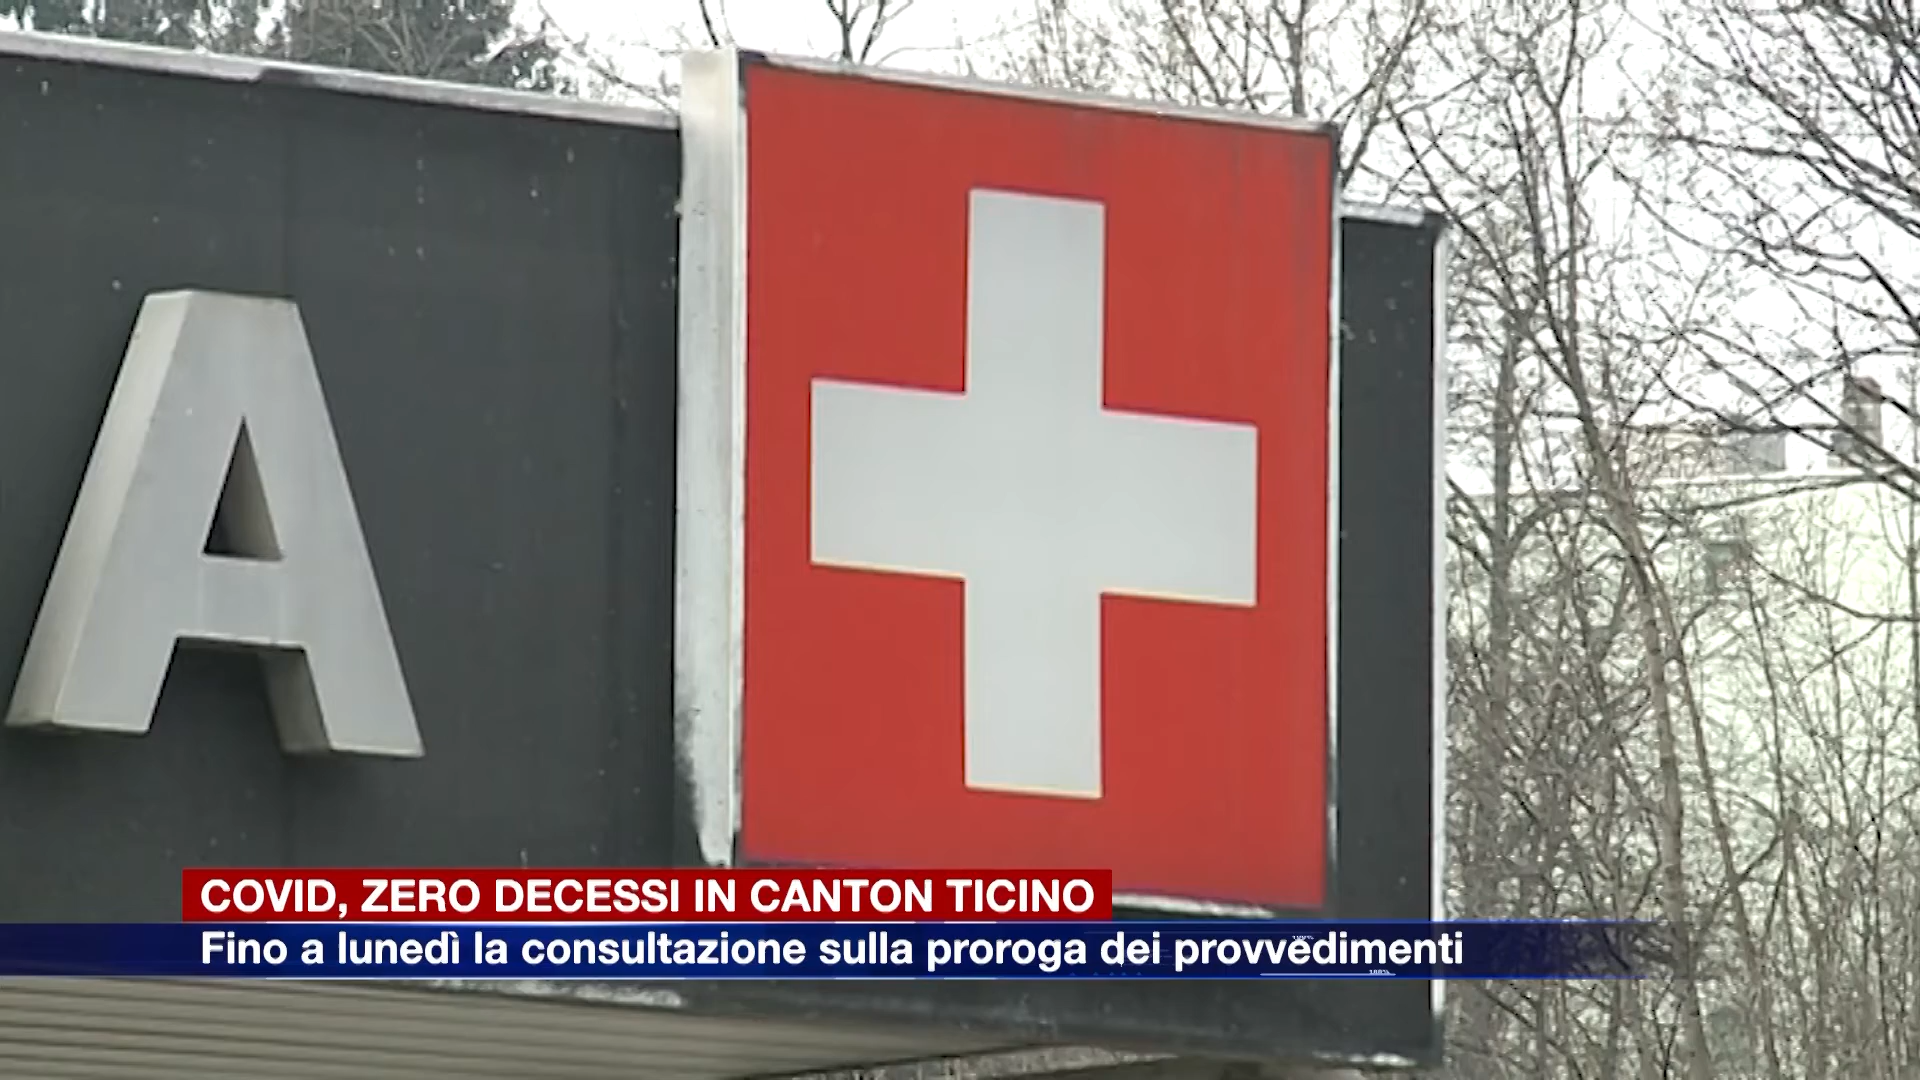 A
COVID, ZERO DECESSI IN CANTON TICINO
Fino a lunedì la consultazione sulla proroga dei provvedimenti